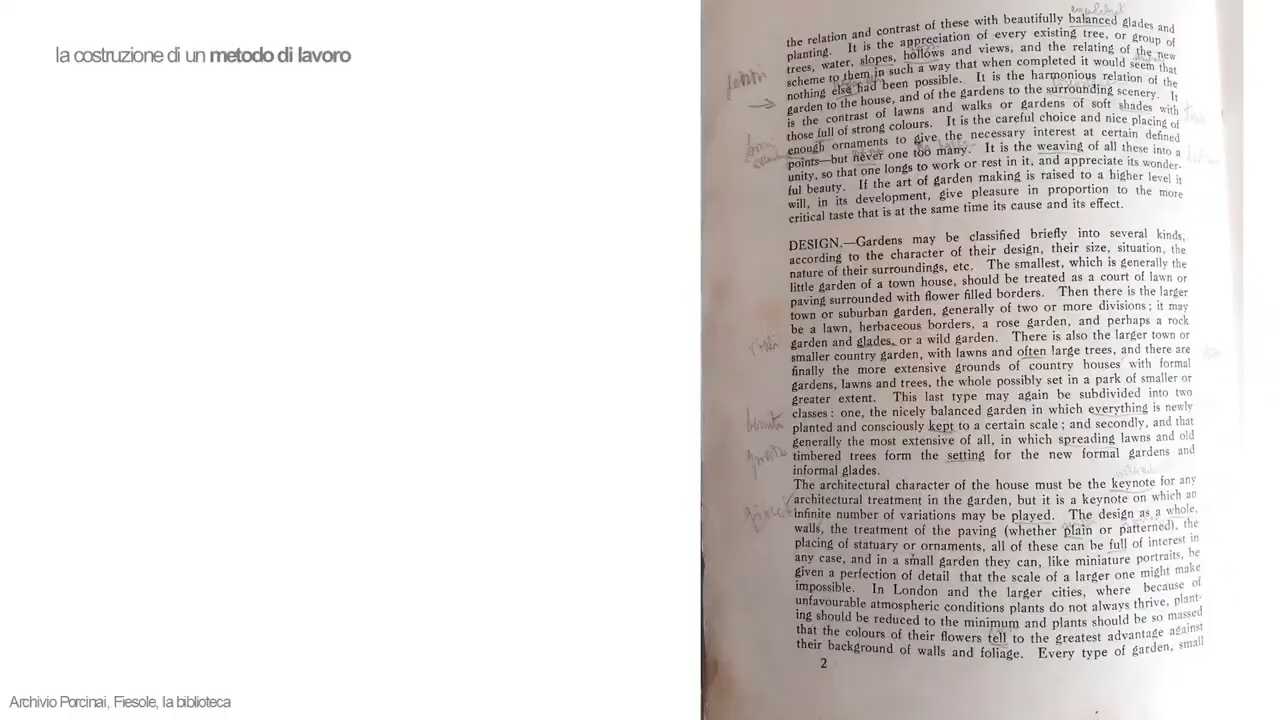 la costruzione di un metodo di lavoro
the relation and contrast of these with beautifully balanced glades and
planting. It is the appreciation of every existing tree, or group of
trees, water, slopes, hollows and views, and the relating of the new
scheme to them in such a way that when completed it would seem that
nothing else had been possible. It is the harmonious relation of the
garden to the house, and of the gardens to the surrounding scenery. It
is the contrast of lawns and walks or gardens of soft shades with
those full of strong colours. It is the careful choice and nice placing of
enough ornaments to give the necessary interest at certain defined
points—but never one too many. It is the weaving of all these into a
unity, so that one longs to work or rest in it, and appreciate its wonder-
ful beauty. If the art of garden making is raised to a higher level it
will, in its development, give pleasure in proportion to the more
critical taste that is at the same time its cause and its effect.
DESIGN.—Gardens may be classified briefly into several kinds,
according to the character of their design, their size, situation, the
nature of their surroundings, etc. The smallest, which is generally the
little garden of a town house, should be treated as a court of lawn or
paving surrounded with flower filled borders. Then there is the larger
town or suburban garden, generally of two or more divisions; it may
be a lawn, herbaceous borders, a rose garden, and perhaps a rock
garden and glades, or a wild garden. There is also the larger town or
smaller country garden, with lawns and often large trees, and there are
finally the more extensive grounds of country houses with formal
gardens, lawns and trees, the whole possibly set in a park of smaller or
greater extent. This last type may again be subdivided into two
classes: one, the nicely balanced garden in which everything is newly
planted and consciously kept to a certain scale; and secondly, and that
generally the most extensive of all, in which spreading lawns and old
timbered trees form the setting for the new formal gardens and
informal glades.
The architectural character of the house must be the keynote for any
architectural treatment in the garden, but it is a keynote on which an
infinite number of variations may be played. The design as a whole,
walls, the treatment of the paving (whether plain or patterned), the
placing of statuary or ornaments, all of these can be full of interest in
any case, and in a small garden they can, like miniature portraits, be
given a perfection of detail that the scale of a larger one might make
impossible. In London and the larger cities, where because of
unfavourable atmospheric conditions plants do not always thrive, plant-
ing should be reduced to the minimum and plants should be so massed
that the colours of their flowers tell to the greatest advantage against
their background of walls and foliage. Every type of garden, small
2
Archivio Porcinai, Fiesole, la biblioteca